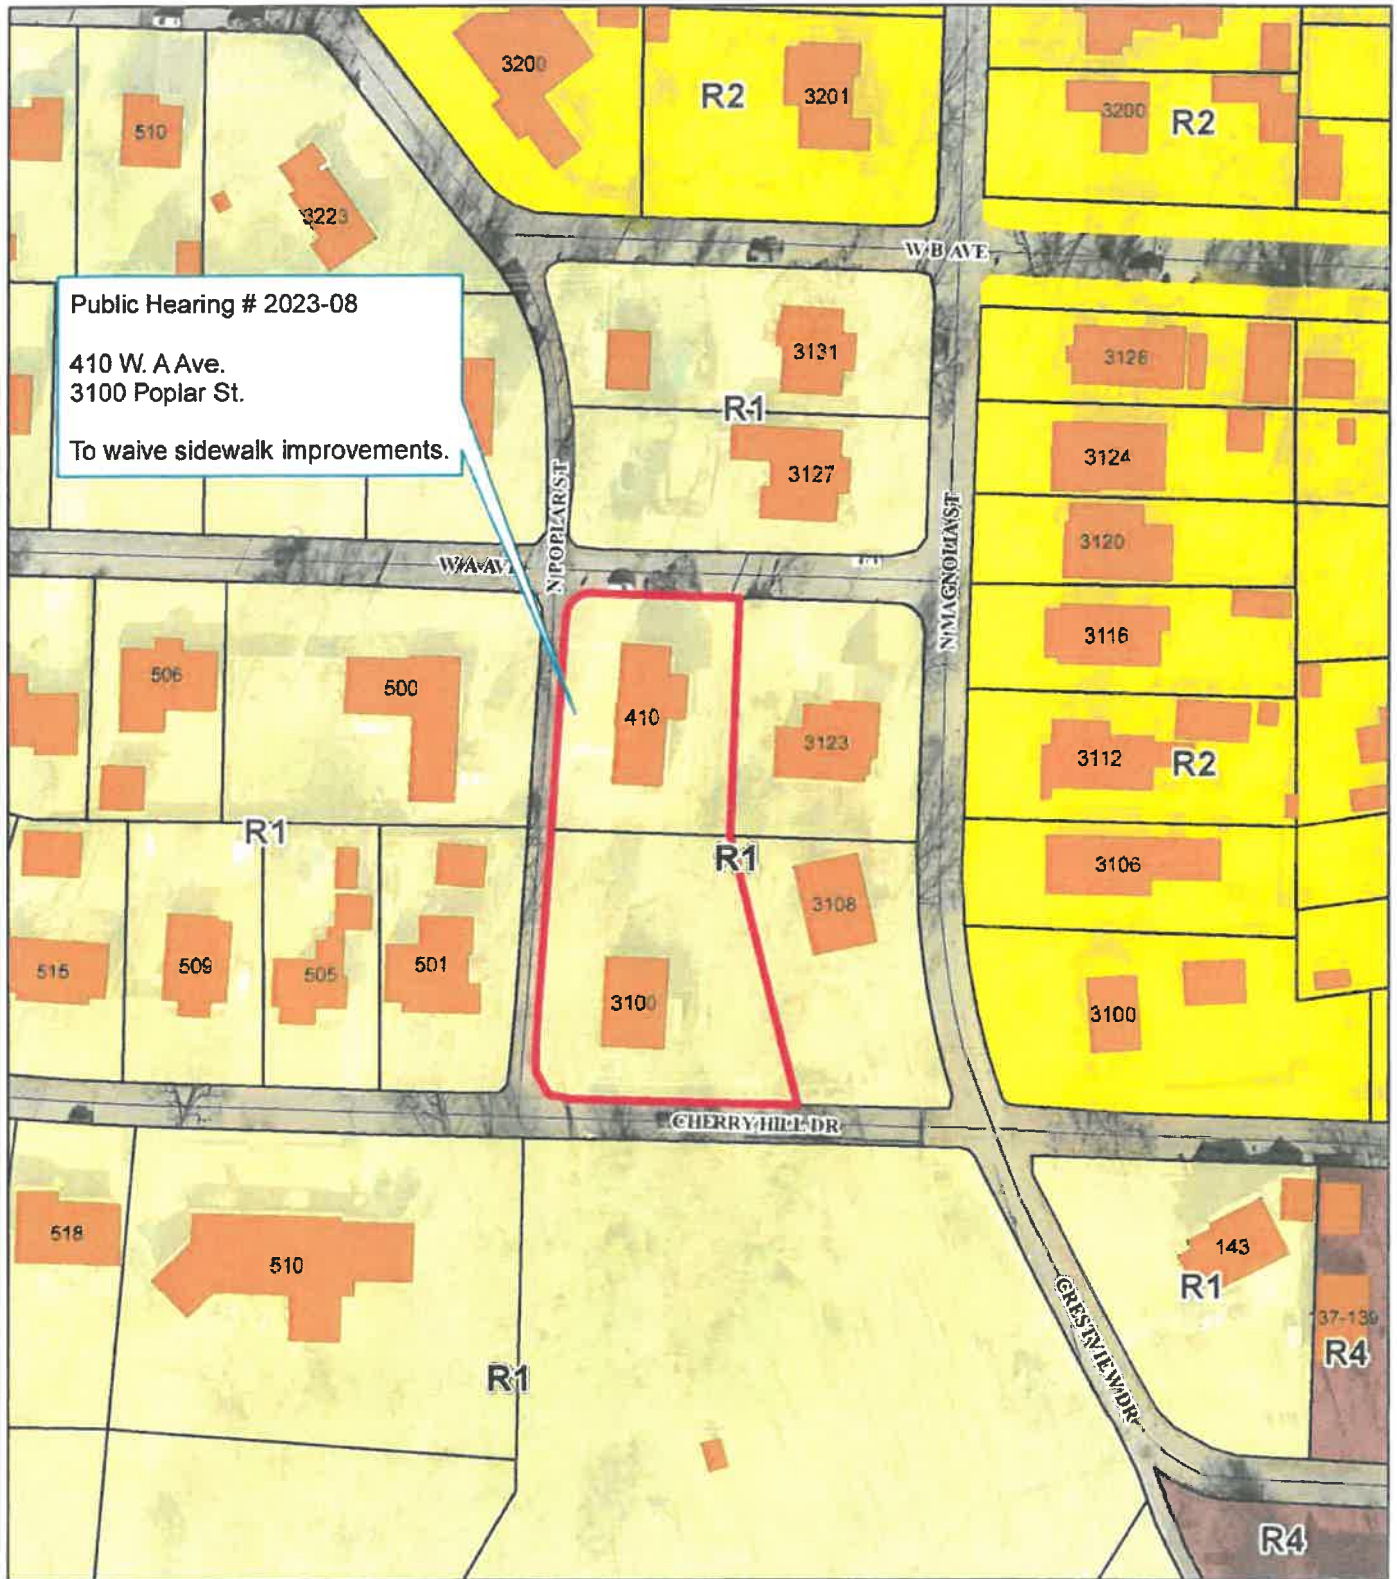 3200
R2
3201
3200
R2
510
3223
W B AVE
Public Hearing # 2023-08
410 W. A Ave.
3100 Poplar St.
To waive sidewalk improvements.
3131
3128
R1
3127
3124
N POPLAR ST
N MAGNOLIA ST
3120
W A AVE
3116
506
500
410
3123
3112
R2
R1
R1
3106
3108
515
509
505
501
3100
3100
CHERRY HILL DR
518
510
143
R1
CRESTVIEW DR
37-139
R4
R1
R4